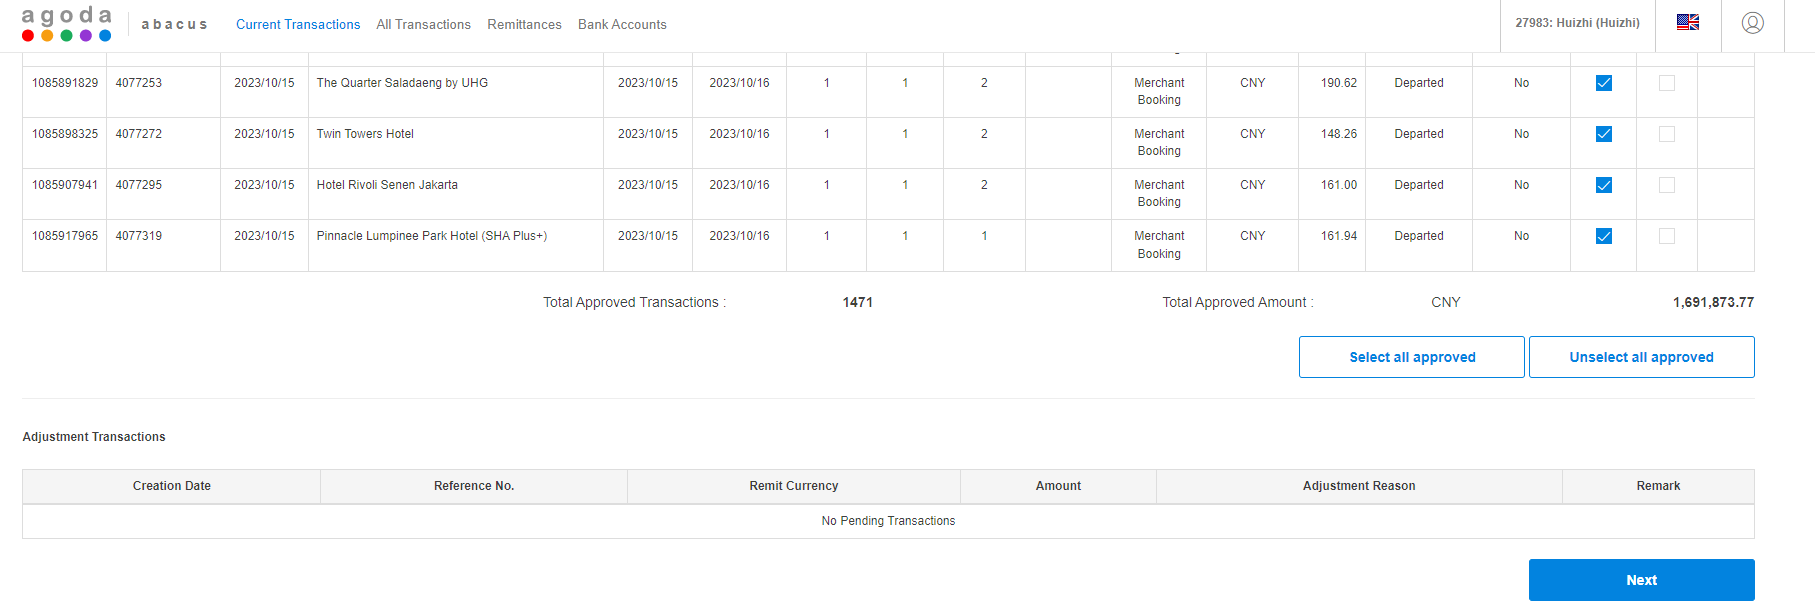 agoda abacus Current Transactions All Transactions Remittances Bank Accounts 27983: Huizhi (Huizhi)
1085891829 4077253 2023/10/15 The Quarter Saladaeng by UHG 2023/10/15 2023/10/16 1 1 2 Merchant CNY 190.62 Departed No
Booking
1085898325 4077272 2023/10/15 Twin Towers Hotel 2023/10/15 2023/10/16 1 1 2 Merchant CNY 148.26 Departed No
Booking
1085907941 4077295 2023/10/15 Hotel Rivoli Senen Jakarta 2023/10/15 2023/10/16 1 1 2 Merchant CNY 161.00 Departed No
Booking
1085917965 4077319 2023/10/15 Pinnacle Lumpinee Park Hotel (SHA Plus+) 2023/10/15 2023/10/16 1 1 1 Merchant CNY 161.94 Departed No
Booking
Total Approved Transactions : 1471 Total Approved Amount : CNY 1,691,873.77
Select all approved Unselect all approved
Adjustment Transactions
Creation Date Reference No. Remit Currency Amount Adjustment Reason Remark
No Pending Transactions
Next